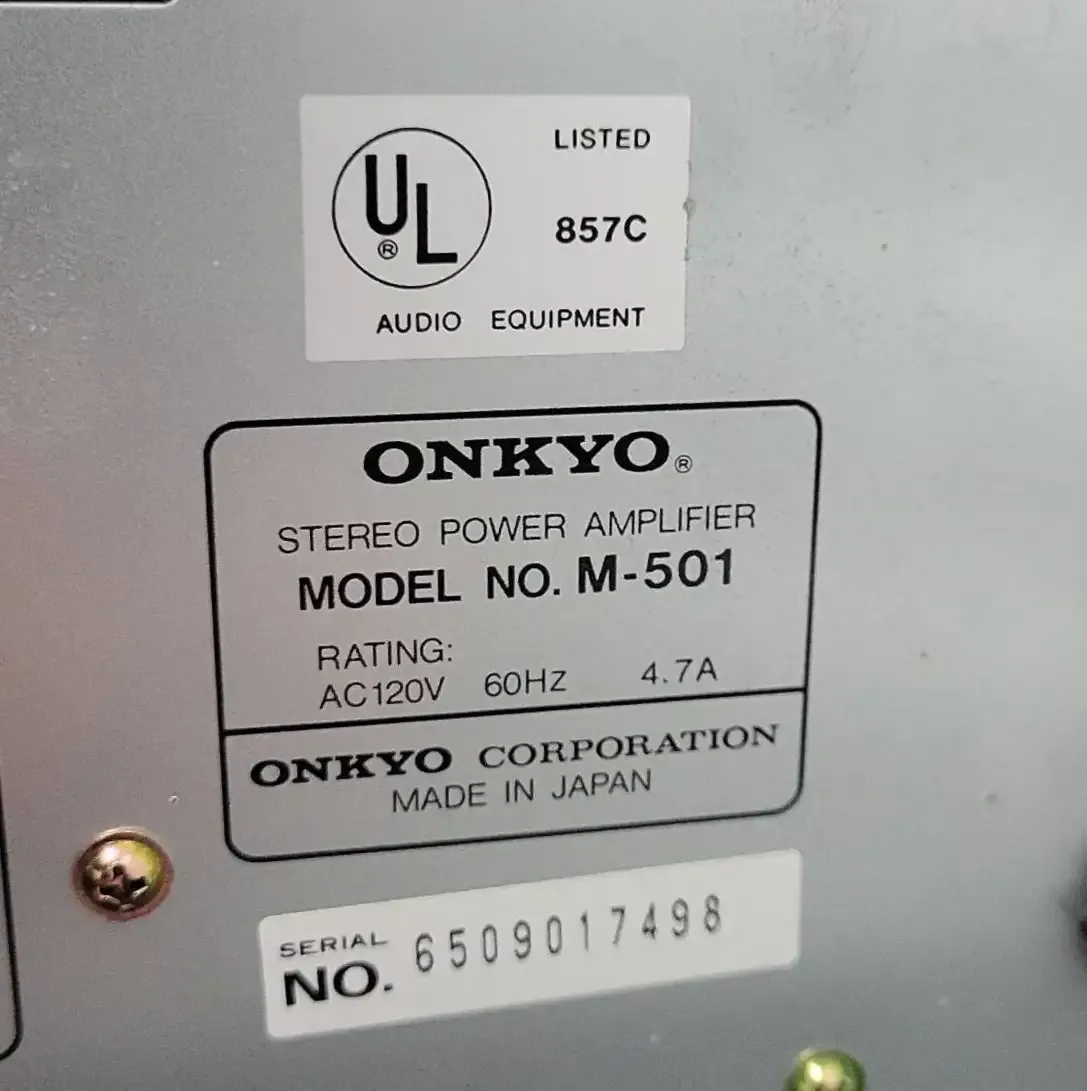 LISTED
UL®
857C
AUDIO EQUIPMENT
ONKYO®
STEREO POWER AMPLIFIER
MODEL NO. M-501
RATING:
AC120V 60Hz 4.7A
ONKYO CORPORATION
MADE IN JAPAN
SERIAL
NO. 6509017498